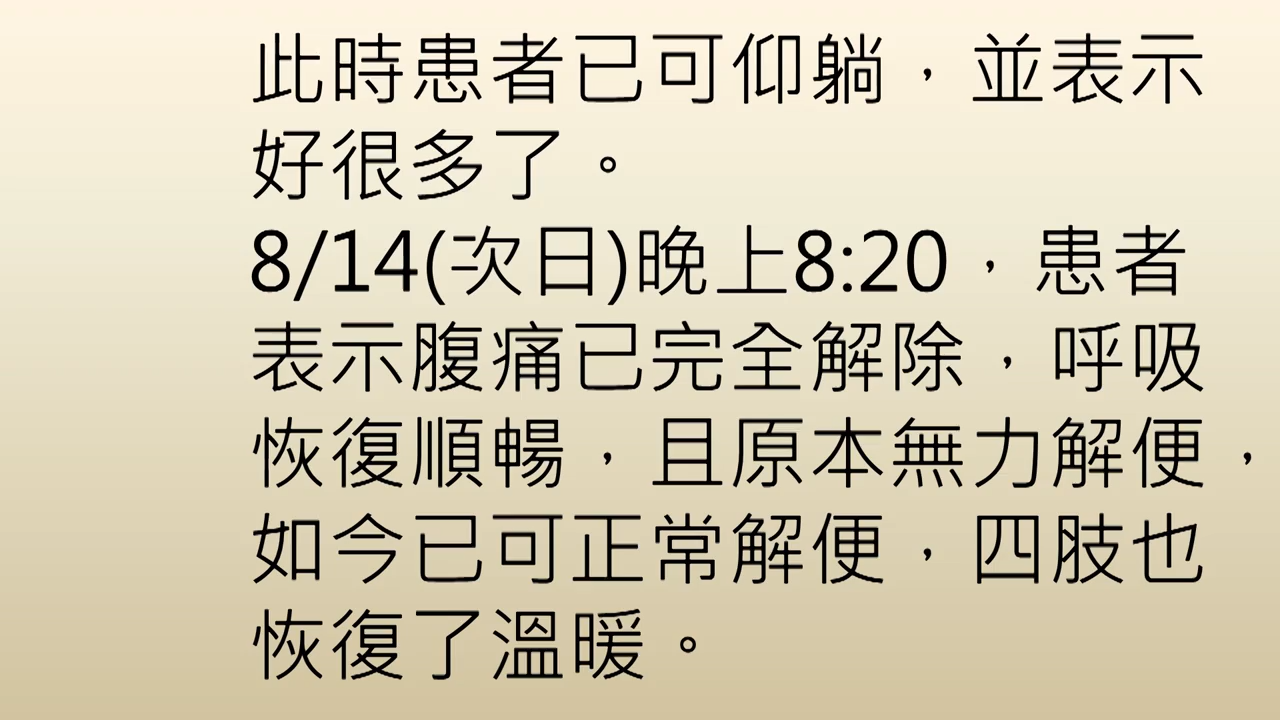 此時患者已可仰躺，並表示
好很多了。
8/14(次日)晚上8:20，患者
表示腹痛已完全解除，呼吸
恢復順暢，且原本無力解便，
如今已可正常解便，四肢也
恢復了溫暖。